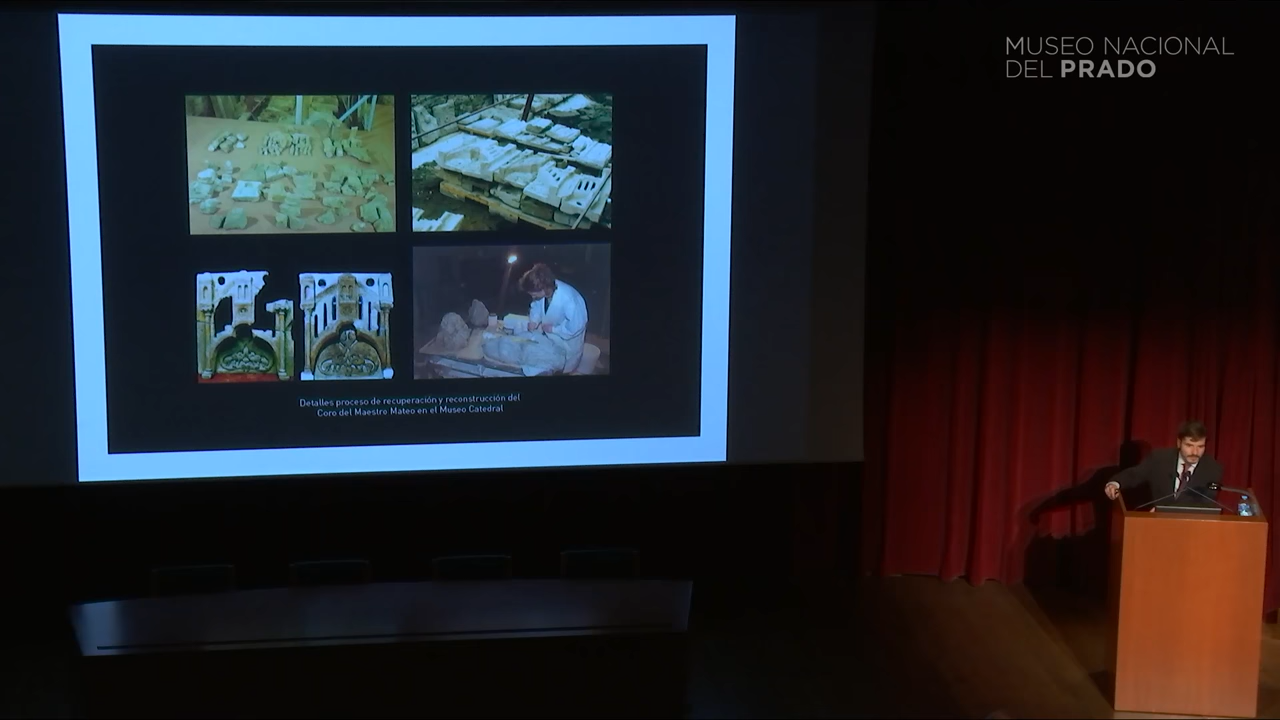 MUSEO NACIONAL
DEL PRADO
Detalles proceso de recuperación y reconstrucción del
Coro del Maestro Mateo en el Museo Catedral